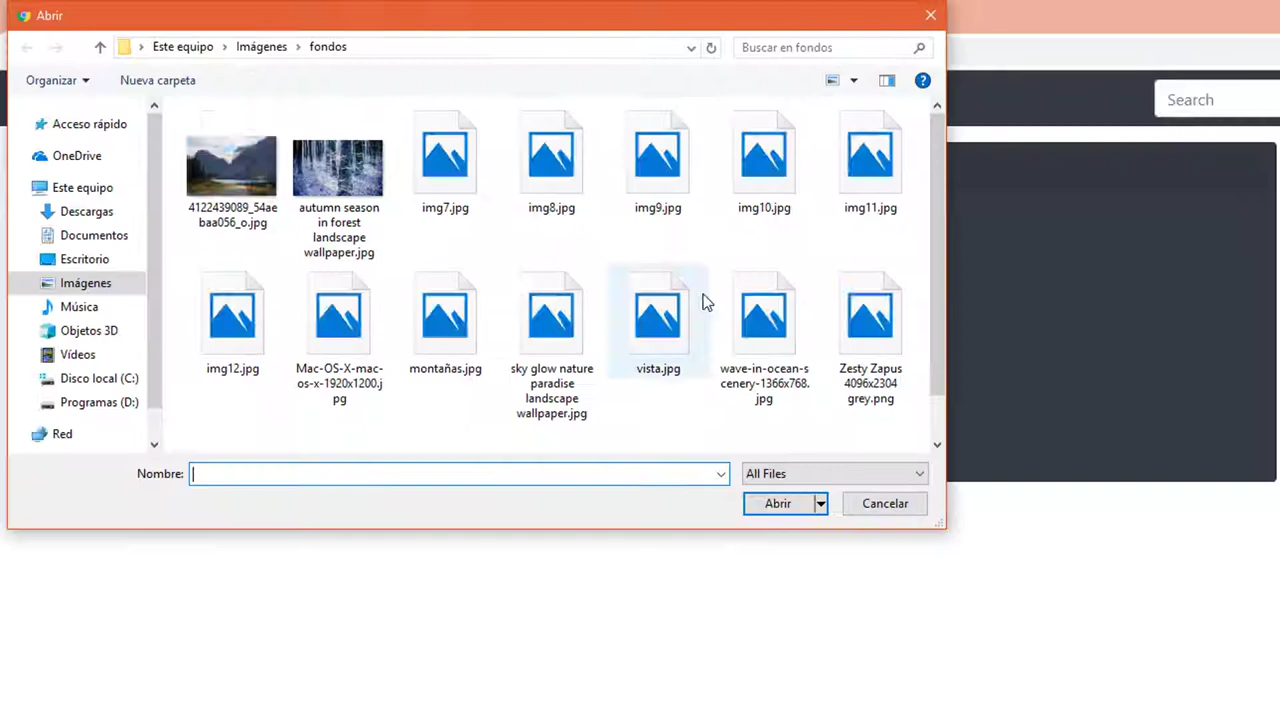 Abrir
Este equipo > Imágenes > fondos
Buscar en fondos
Organizar
Nueva carpeta
Search
Acceso rápido
OneDrive
Este equipo
Descargas
Documentos
Escritorio
Imágenes
Música
Objetos 3D
Vídeos
Disco local (C:)
Programas (D:)
Red
4122439089_54ae
baa056_o.jpg
autumn season
in forest
landscape
wallpaper.jpg
img7.jpg
img8.jpg
img9.jpg
img10.jpg
img11.jpg
img12.jpg
Mac-OS-X-mac-
os-x-1920x1200.j
pg
montañas.jpg
sky glow nature
paradise
landscape
wallpaper.jpg
vista.jpg
wave-in-ocean-s
cenery-1366x768.
jpg
Zesty Zapus
4096x2304
grey.png
Nombre:
All Files
Abrir
Cancelar